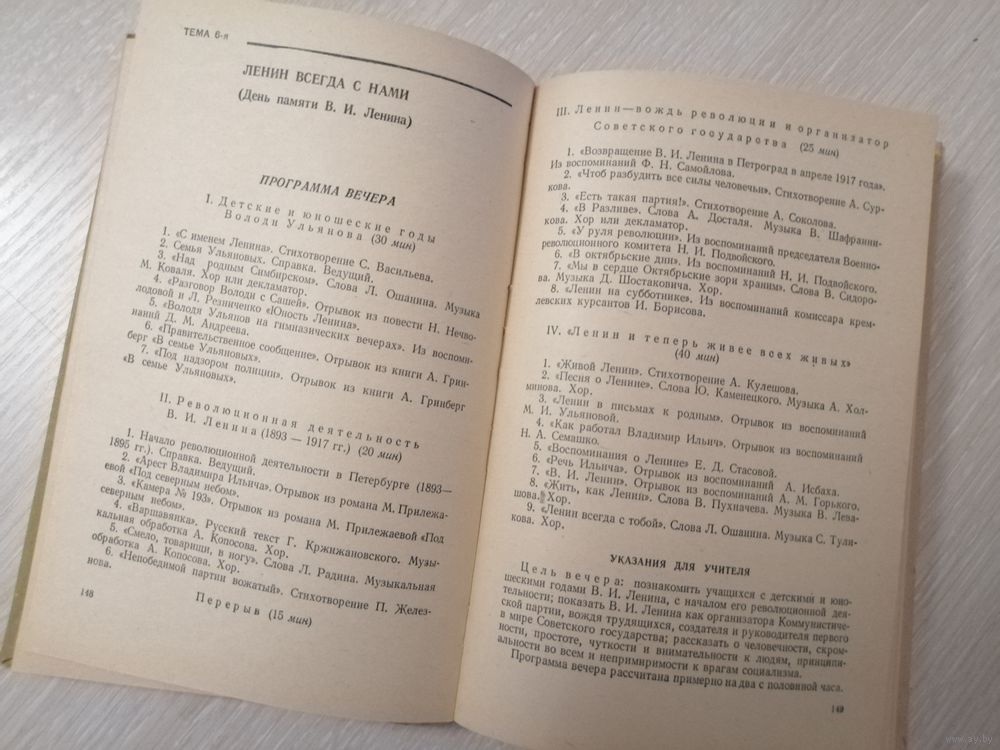 ТЕМА 6-я
ЛЕНИН ВСЕГДА С НАМИ
(День памяти В. И. Ленина)
ПРОГРАММА ВЕЧЕРА
I. Детские и юношеские годы
Володи Ульянова (30 мин)
1. «С именем Ленина». Стихотворение С. Васильева.
2. Семья Ульяновых. Справка. Ведущий.
3. «Над родным Симбирском». Слова Л. Ошанина. Музыка
М. Коваля. Хор или декламатор.
4. «Разговор Володи с Сашей». Отрывок из повести Н. Нечво-
лодовой и Л. Резниченко «Юность Ленина».
5. «Володя Ульянов на гимназических вечерах». Из воспоми-
наний Д. М. Андреева.
6. «Правительственное сообщение». Отрывок из книги А. Грин-
берг «В семье Ульяновых».
7. «Под надзором полиции». Отрывок из книги А. Гринберг
«В семье Ульяновых».
II. Революционная деятельность
В. И. Ленина (1893 — 1917 гг.) (20 мин)
1. Начало революционной деятельности в Петербурге (1893—
1895 гг.). Справка. Ведущий.
2. «Арест Владимира Ильича». Отрывок из романа М. Прилежа-
евой «Под северным небом».
3. «Камера № 193». Отрывок из романа М. Прилежаевой «Под
северным небом».
4. «Варшавянка». Русский текст Г. Кржижановского. Музы-
кальная обработка А. Копосова. Хор.
5. «Смело, товарищи, в ногу». Слова Л. Радина. Музыкальная
обработка А. Копосова. Хор.
6. «Непобедимой партии вожатый». Стихотворение П. Желез-
нова.
Перерыв (15 мин)
148
III. Ленин—вождь революции и организатор
Советского государства (25 мин)
1. «Возвращение В. И. Ленина в Петроград в апреле 1917 года».
Из воспоминаний Ф. Н. Самойлова.
2. «Чтоб разбудить все силы человечьи». Стихотворение А. Сур-
кова.
3. «Есть такая партия!». Стихотворение А. Соколова.
4. «В Разливе». Слова А. Досталя. Музыка В. Шафранни-
кова. Хор или декламатор.
5. «У руля революции». Из воспоминаний председателя Военно-
революционного комитета Н. И. Подвойского.
6. «В октябрьские дни». Из воспоминаний Н. И. Подвойского.
7. «Мы в сердце Октябрьские зори храним». Слова В. Сидоро-
ва. Музыка Д. Шостаковича. Хор.
8. «Ленин на субботнике». Из воспоминаний комиссара крем-
левских курсантов И. Борисова.
IV. «Ленин и теперь живее всех живых»
(40 мин)
1. «Живой Ленин». Стихотворение А. Кулешова.
2. «Песня о Ленине». Слова Ю. Каменецкого. Музыка А. Хол-
минова. Хор.
3. «Ленин в письмах к родным». Отрывок из воспоминаний
М. И. Ульяновой.
4. «Как работал Владимир Ильич». Отрывок из воспоминаний
Н. А. Семашко.
5. «Воспоминания о Ленине» Е. Д. Стасовой.
6. «Речь Ильича». Отрывок из воспоминаний А. Исбаха.
7. «В. И. Ленин». Отрывок из воспоминаний А. М. Горького.
8. «Жить, как Ленин». Слова В. Пухначева. Музыка В. Лева-
шова. Хор.
9. «Ленин всегда с тобой». Слова Л. Ошанина. Музыка С. Тули-
кова. Хор.
УКАЗАНИЯ ДЛЯ УЧИТЕЛЯ
Цель вечера: познакомить учащихся с детскими и юно-
шескими годами В. И. Ленина, с началом его революционной дея-
тельности; показать В. И. Ленина как организатора Коммунистиче-
ской партии, вождя трудящихся, создателя и руководителя первого
в мире Советского государства; рассказать о человечности, скром-
ности, простоте, чуткости и внимательности к людям, принципи-
альности во всем и непримиримости к врагам социализма.
Программа вечера рассчитана примерно на два с половиной часа.
149
www.ay.by